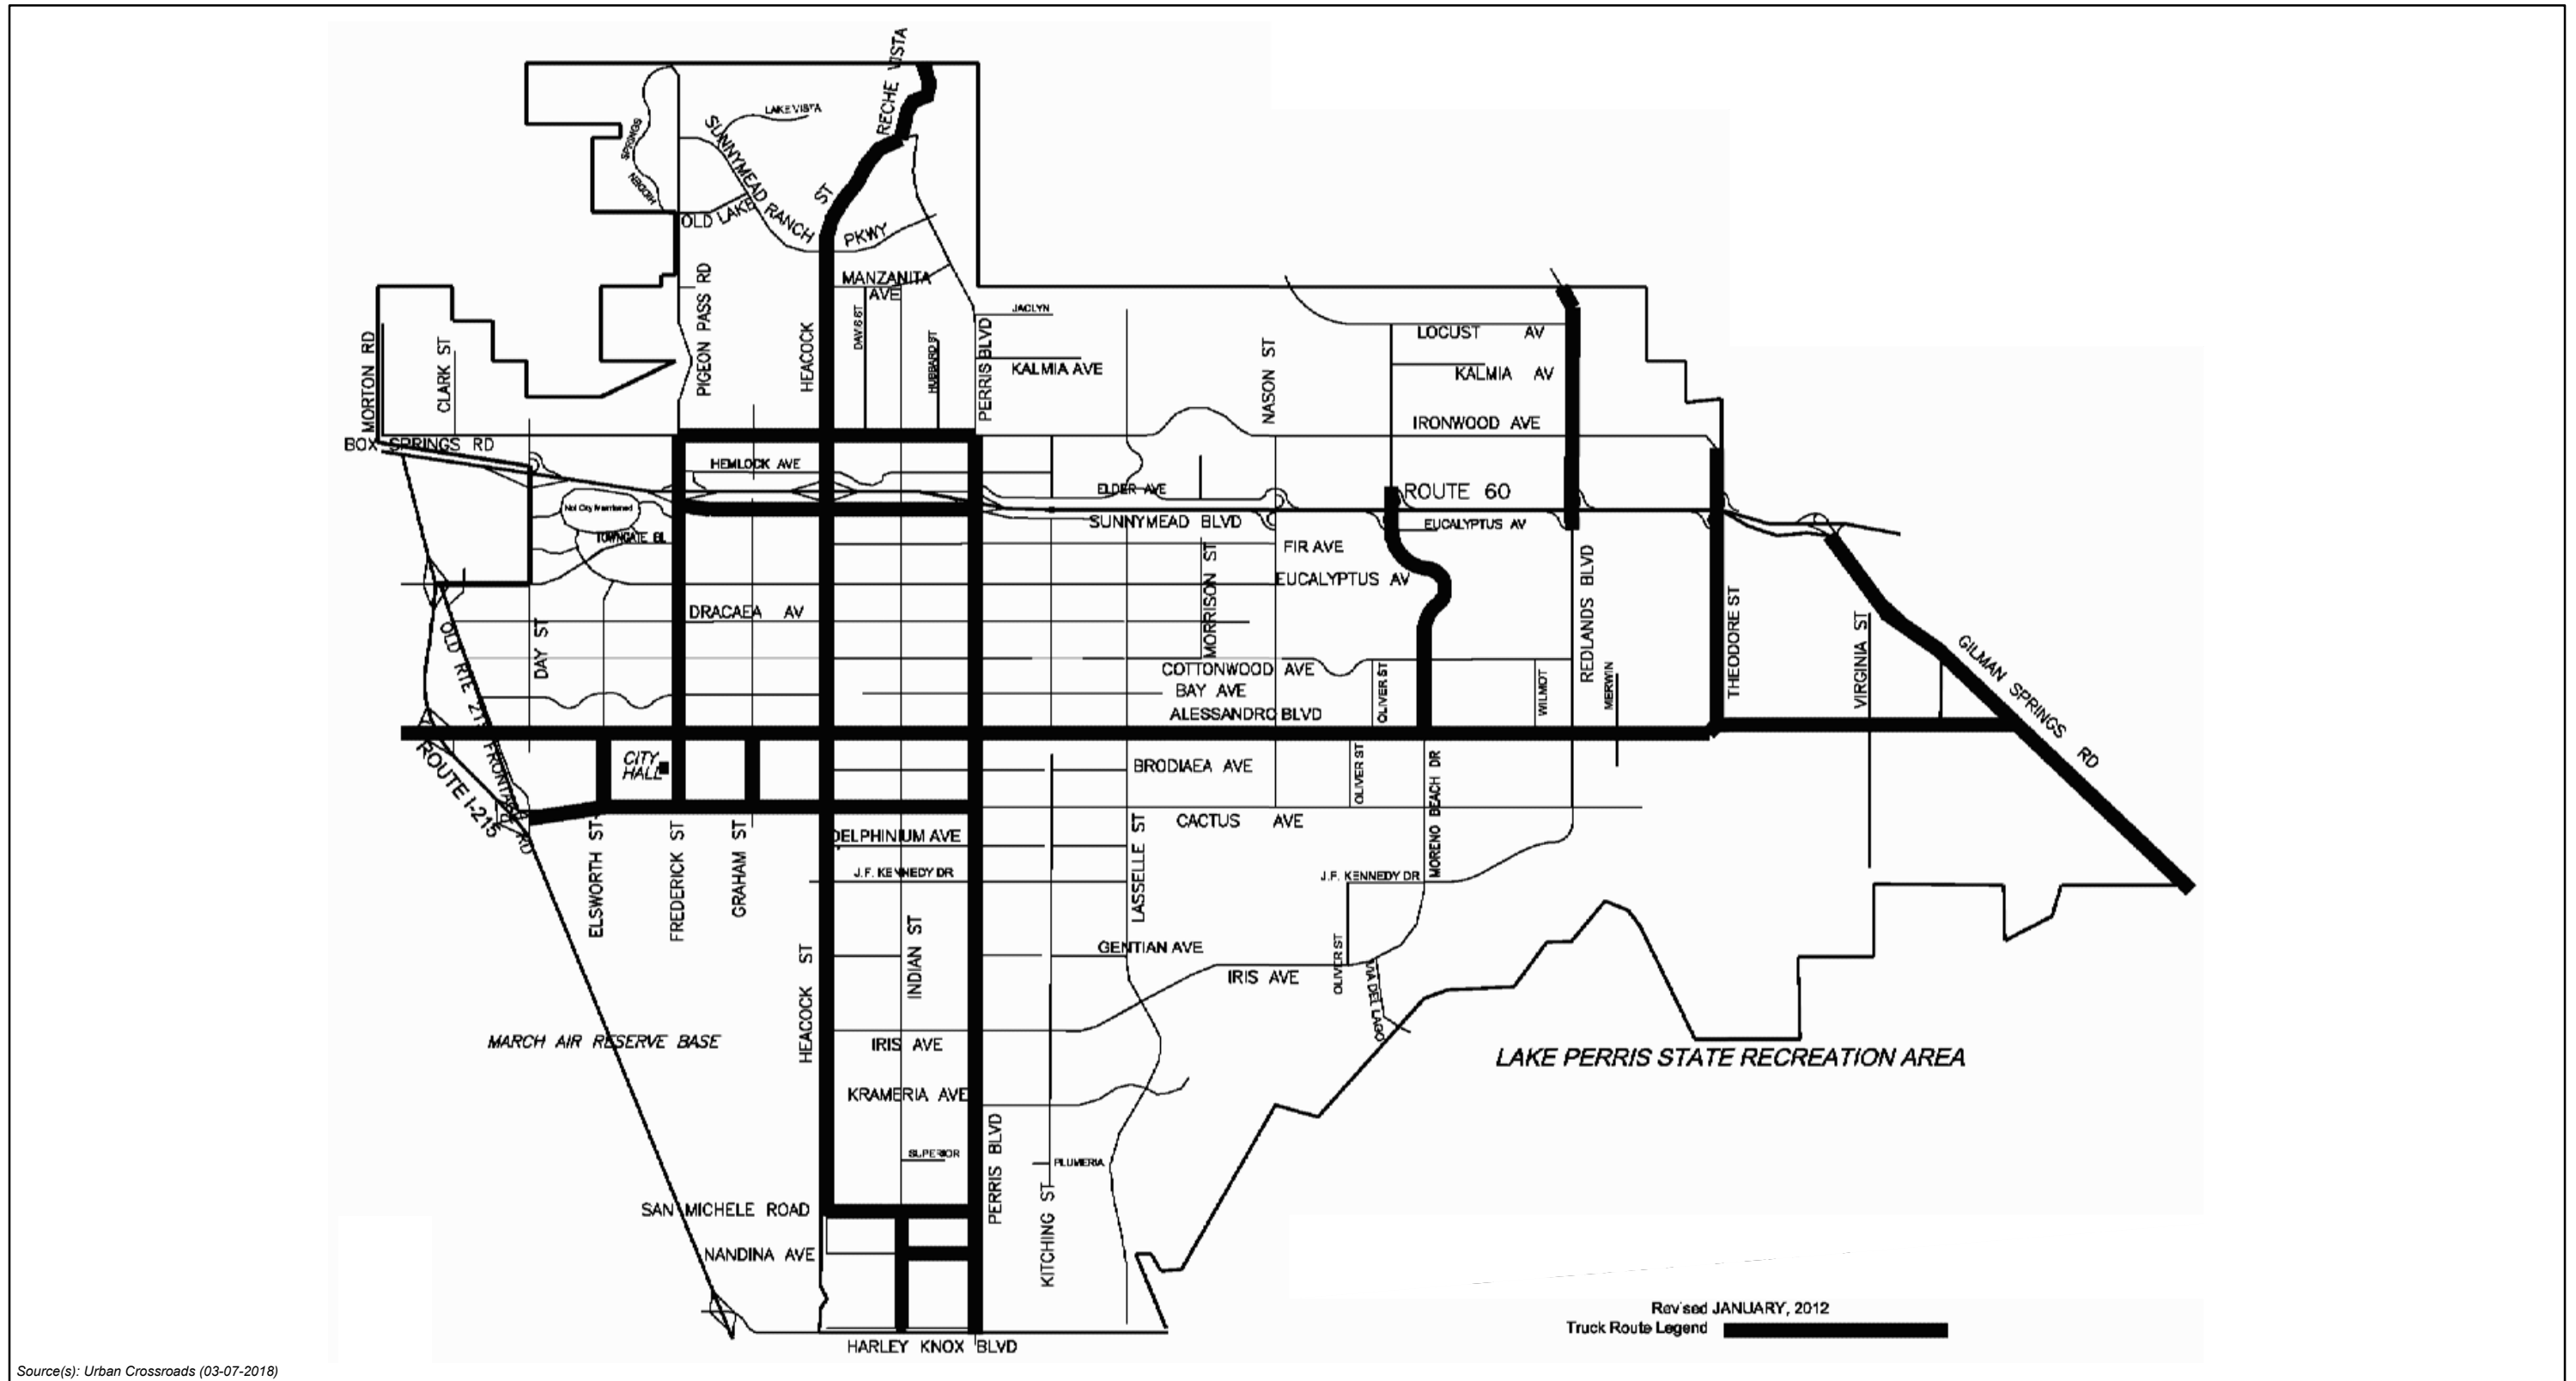 RECHE VISTA
LAKE VISTA
SUNNYMEAD RANCH PKWY
SPRINGS
HIDDEN
OLD LAKE
ST
MANZANITA
AVE
PIGEON PASS RD
HEACOCK
DAVIS ST
HUBBARD ST
PERRIS BLVD
JACLYN
KALMIA AVE
NASON ST
LOCUST AV
KALMIA AV
IRONWOOD AVE
MORTON RD
CLARK ST
BOX SPRINGS RD
HEMLOCK AVE
ELDER AVE
ROUTE 60
Not City Maintained
SUNNYMEAD BLVD
EUCALYPTUS AV
TOWNGATE BL
FIR AVE
EUCALYPTUS AV
MORRISON ST
REDLANDS BLVD
THEODORE ST
VIRGINIA ST
GILMAN SPRINGS RD
DRACAEA AV
OLD RTE 215 FRONTAGE RD
DAY ST
COTTONWOOD AVE
BAY AVE
ALESSANDRO BLVD
OLIVER ST
WILMOT
MERWIN
CITY
HALL
ROUTE I-215
BRODIAEA AVE
OLIVER ST
MORENO BEACH DR
CACTUS AVE
ELSWORTH ST
FREDERICK ST
GRAHAM ST
DELPHINIUM AVE
LASSELLE ST
J.F. KENNEDY DR
J.F. KENNEDY DR
HEACOCK ST
INDIAN ST
GENTIAN AVE
IRIS AVE
OLIVER ST
VIA DEL LAGO
MARCH AIR RESERVE BASE
IRIS AVE
LAKE PERRIS STATE RECREATION AREA
KRAMERIA AVE
PERRIS BLVD
SUPERIOR
PLUMERIA
KITCHING ST
SAN MICHELE ROAD
NANDINA AVE
HARLEY KNOX BLVD
Revised JANUARY, 2012
Truck Route Legend
Source(s): Urban Crossroads (03-07-2018)